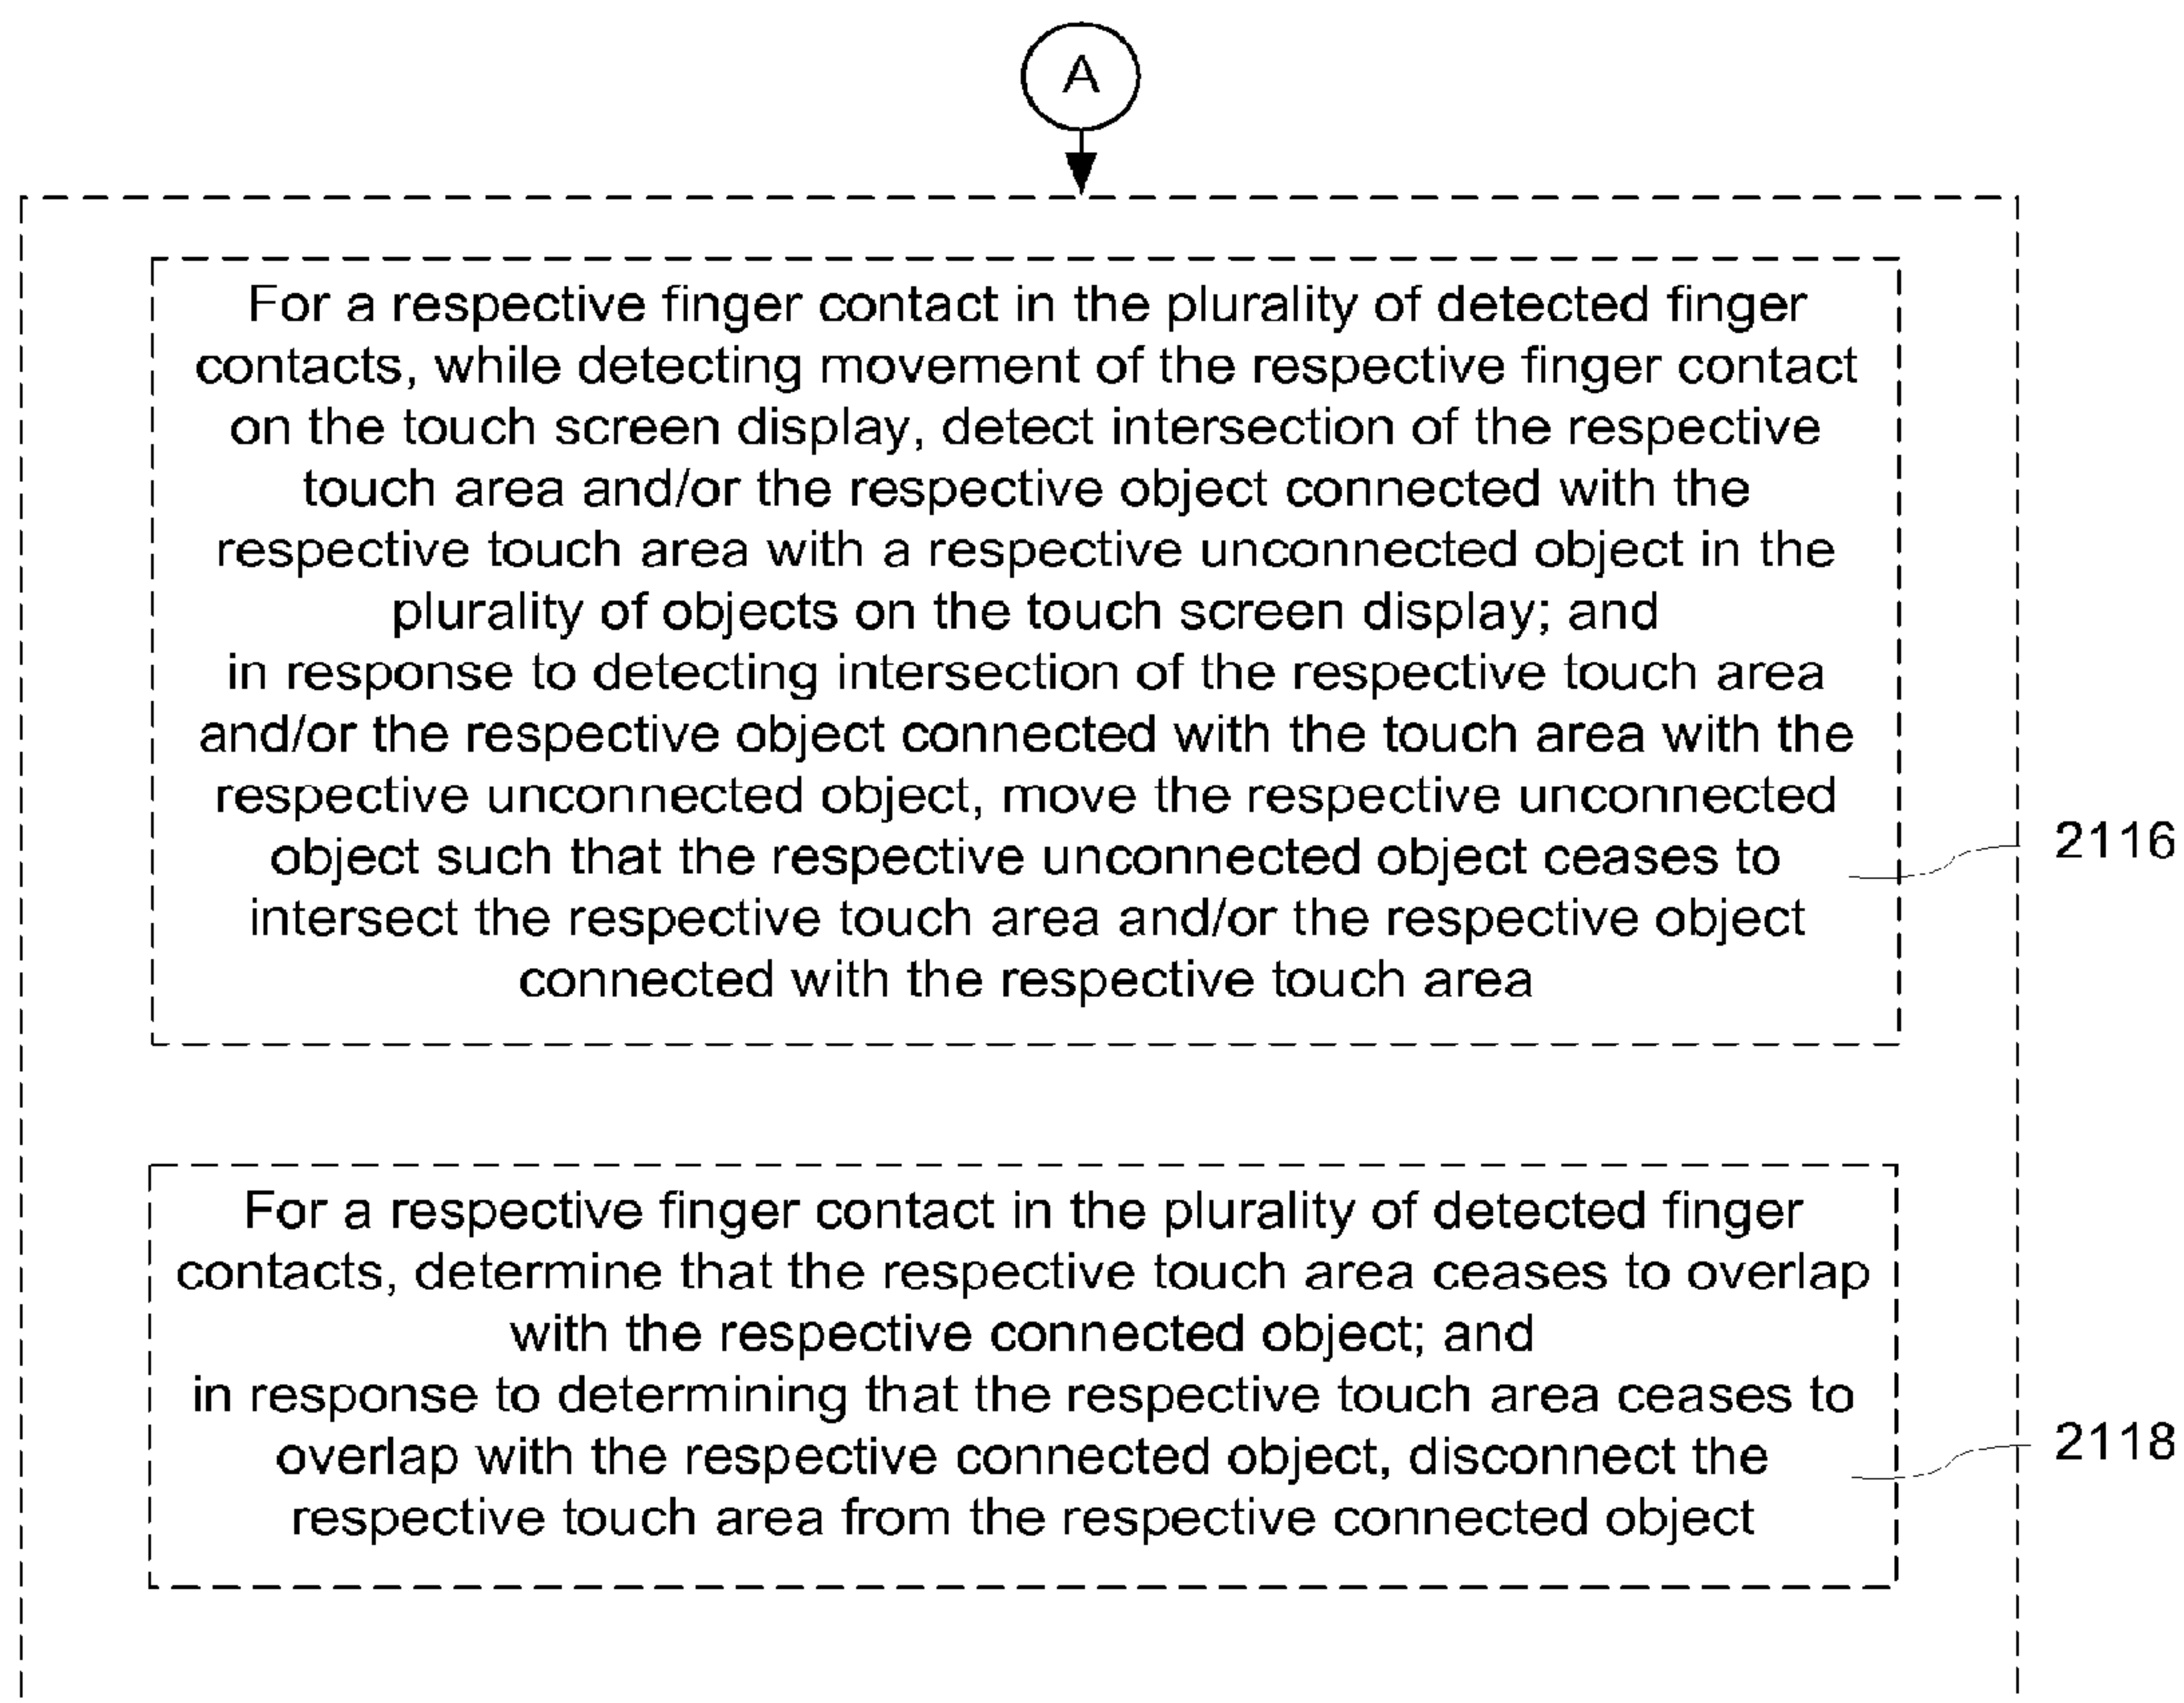 A
For a respective finger contact in the plurality of detected finger
contacts, while detecting movement of the respective finger contact
on the touch screen display, detect intersection of the respective
touch area and/or the respective object connected with the
respective touch area with a respective unconnected object in the
plurality of objects on the touch screen display; and
in response to detecting intersection of the respective touch area
and/or the respective object connected with the touch area with the
respective unconnected object, move the respective unconnected
object such that the respective unconnected object ceases to
intersect the respective touch area and/or the respective object
connected with the respective touch area
2116
For a respective finger contact in the plurality of detected finger
contacts, determine that the respective touch area ceases to overlap
with the respective connected object; and
in response to determining that the respective touch area ceases to
overlap with the respective connected object, disconnect the
respective touch area from the respective connected object
2118